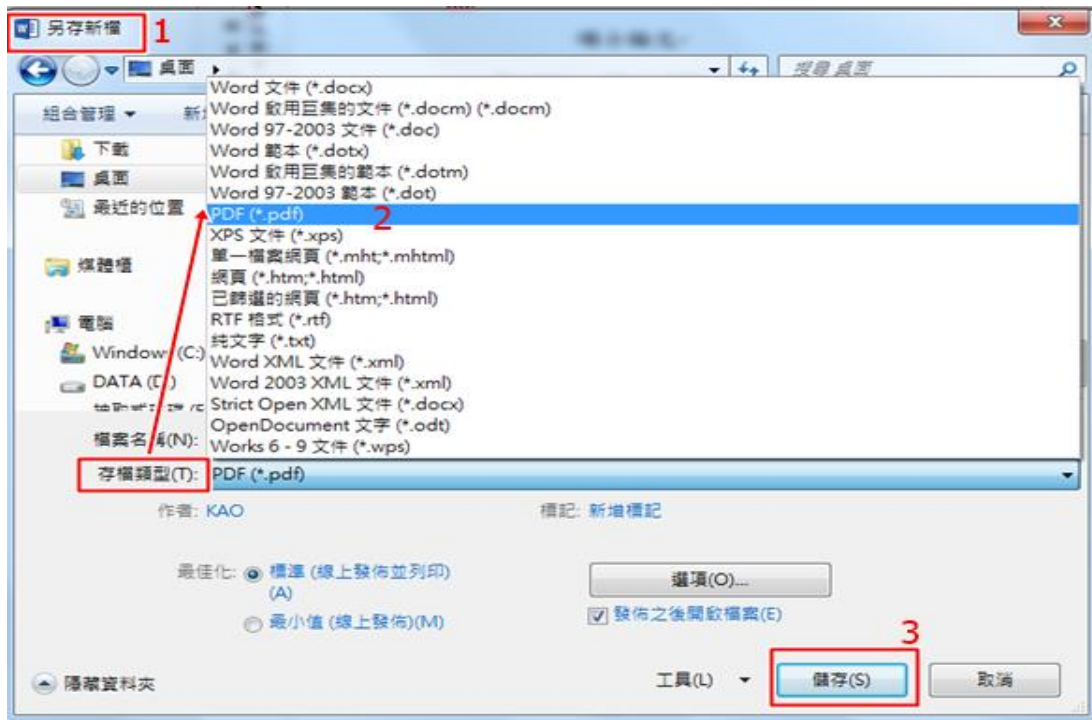 另存新檔 1
桌面
搜尋 桌面
組合管理
Word 文件 (*.docx)
Word 啟用巨集的文件 (*.docm) (*.docm)
Word 97-2003 文件 (*.doc)
Word 範本 (*.dotx)
Word 啟用巨集的範本 (*.dotm)
Word 97-2003 範本 (*.dot)
PDF (*.pdf) 2
XPS 文件 (*.xps)
單一檔案網頁 (*.mht;*.mhtml)
網頁 (*.htm;*.html)
已篩選的網頁 (*.htm;*.html)
RTF 格式 (*.rtf)
純文字 (*.txt)
Word XML 文件 (*.xml)
Word 2003 XML 文件 (*.xml)
Strict Open XML 文件 (*.docx)
OpenDocument 文字 (*.odt)
Works 6 - 9 文件 (*.wps)
下載
桌面
最近的位置
媒體櫃
電腦
Windows (C:)
DATA (D:)
檔案名稱(N):
存檔類型(T): PDF (*.pdf)
作者: KAO
標記: 新增標記
最佳化: 標準 (線上發佈並列印)
(A)
最小值 (線上發佈)(M)
選項(O)...
發佈之後開啟檔案(E)
3
隱藏資料夾
工具(L)
儲存(S)
取消